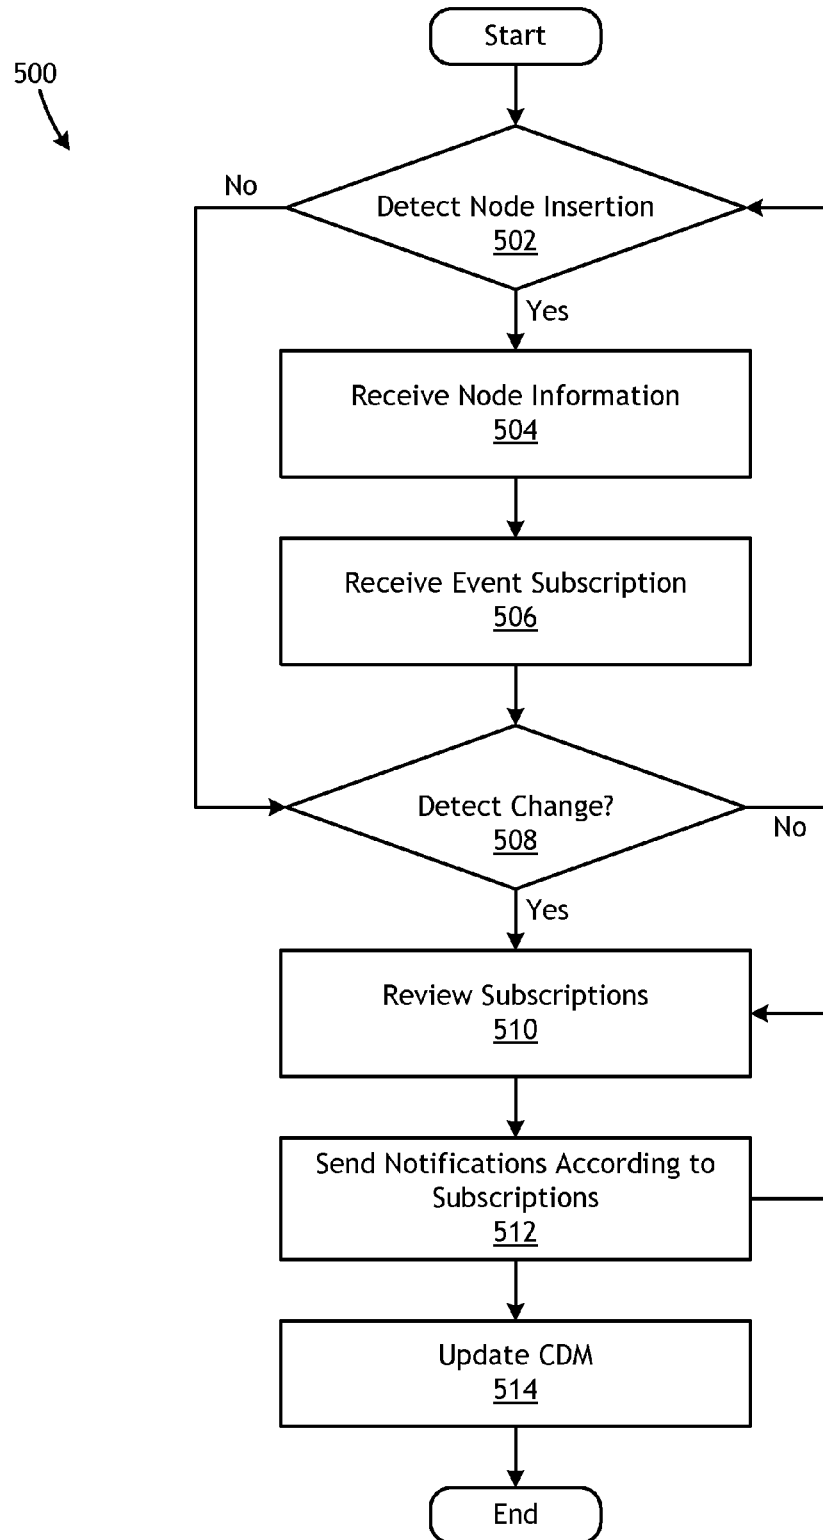 Start
500
No
Detect Node Insertion
502
Yes
Receive Node Information
504
Receive Event Subscription
506
Detect Change?
508
No
Yes
Review Subscriptions
510
Send Notifications According to
Subscriptions
512
Update CDM
514
End